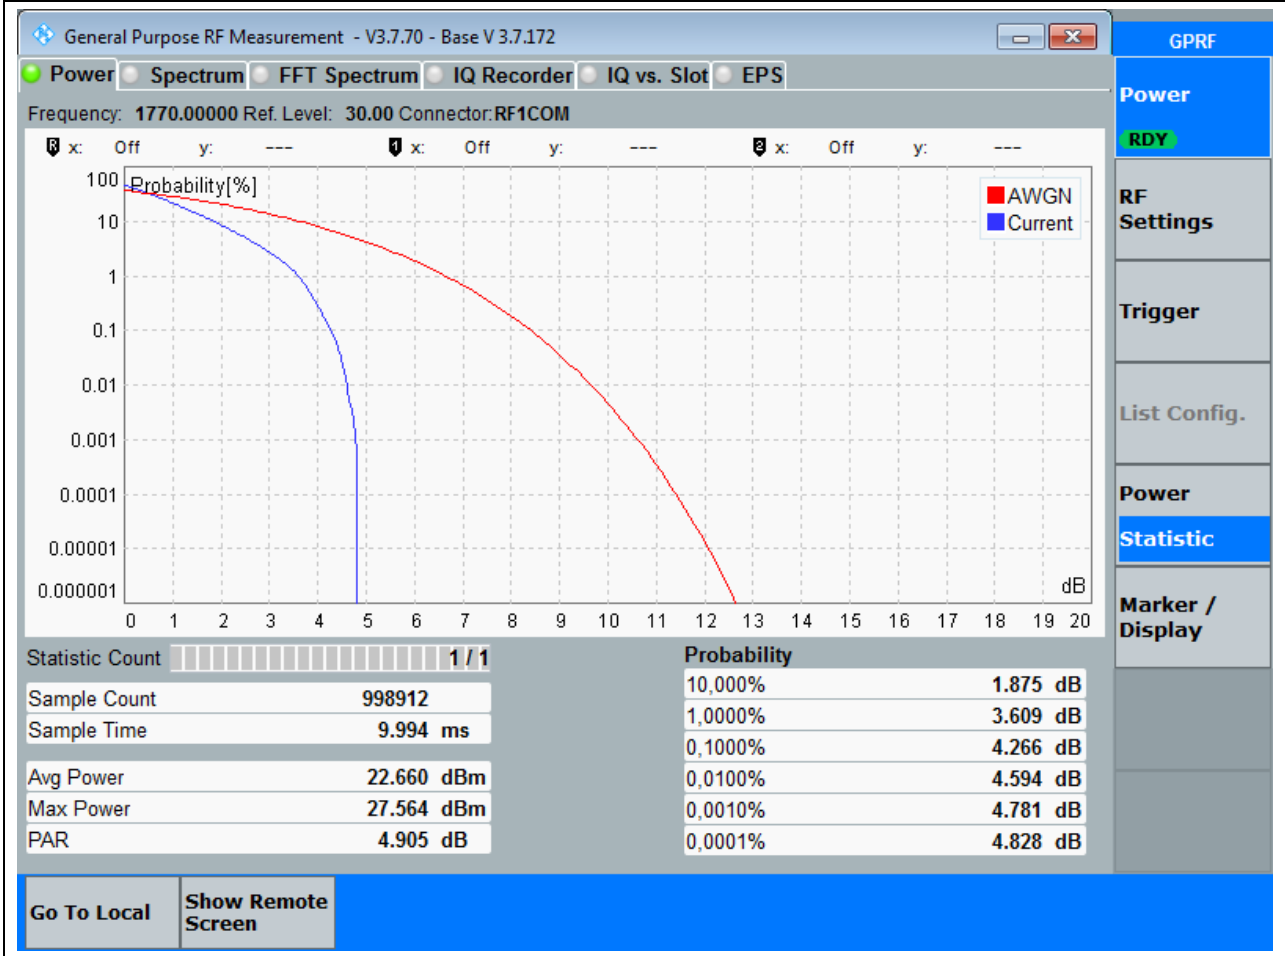 General Purpose RF Measurement - V3.7.70 - Base V 3.7.172
GPRF
Power Spectrum FFT Spectrum IQ Recorder IQ vs. Slot EPS
Frequency: 1770.00000 Ref. Level: 30.00 Connector:RF1COM
R x: Off y: --- 1 x: Off y: --- 2 x: Off y: ---
Probability[%]
AWGN
Current
100
10
1
0.1
0.01
0.001
0.0001
0.00001
0.000001
dB
0 1 2 3 4 5 6 7 8 9 10 11 12 13 14 15 16 17 18 19 20
Statistic Count 1 / 1
Sample Count 998912
Sample Time 9.994 ms
Avg Power 22.660 dBm
Max Power 27.564 dBm
PAR 4.905 dB
Probability
10,000% 1.875 dB
1,0000% 3.609 dB
0,1000% 4.266 dB
0,0100% 4.594 dB
0,0010% 4.781 dB
0,0001% 4.828 dB
Power
RDY
RF
Settings
Trigger
List Config.
Power
Statistic
Marker /
Display
Go To Local
Show Remote
Screen